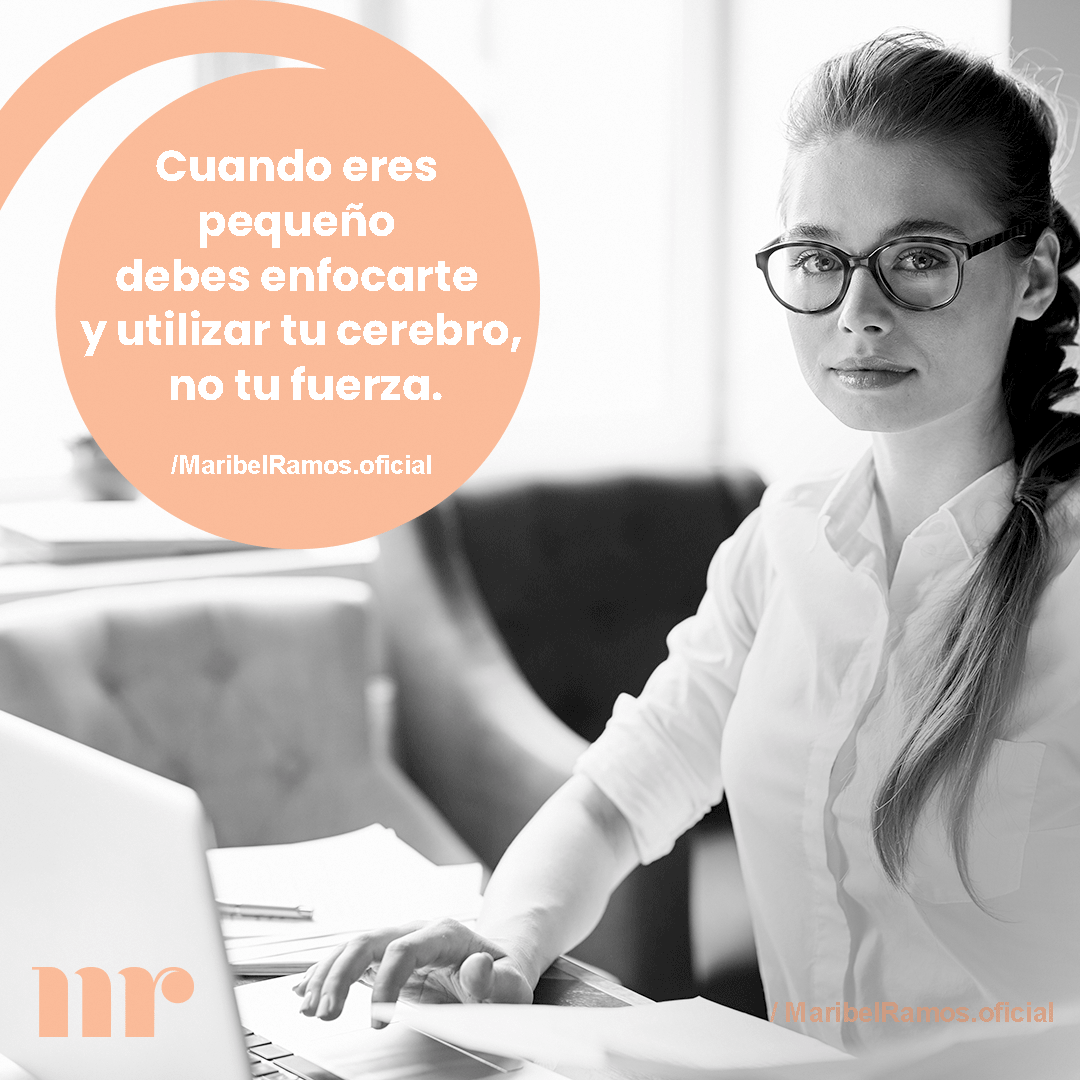 Cuando eres
pequeño
debes enfocarte
y utilizar tu cerebro,
no tu fuerza.
/MaribelRamos.oficial
mr
/ MaribelRamos.oficial